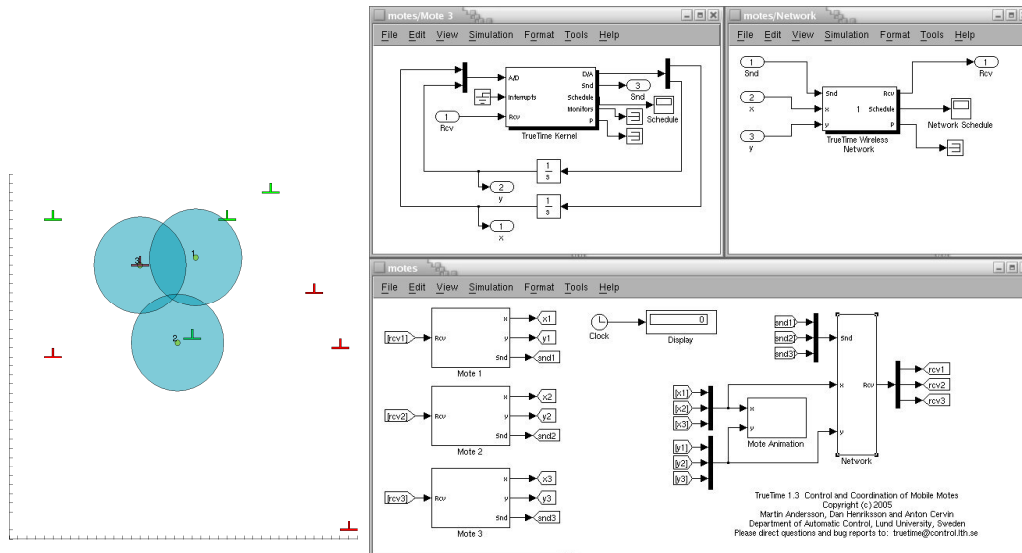 3
1
2
motes/Mote 3
File Edit View Simulation Format Tools Help
A/D
Interrupts
Rcv
D/A
Snd
Schedule
Monitors
P
TrueTime Kernel
1
Rcv
3
Snd
Schedule
1
s
2
y
1
s
1
x
motes/Network
File Edit View Simulation Format Tools Help
1
Snd
2
x
3
y
Snd
x
y
1
Rcv
Schedule
P
TrueTime Wireless
Network
1
Rcv
Network Schedule
motes
File Edit View Simulation Format Tools Help
[rcv1]
Rcv
x
y
Snd
Mote 1
x1
y1
snd1
[rcv2]
Rcv
x
y
Snd
Mote 2
x2
y2
snd2
[rcv3]
Rcv
x
y
Snd
Mote 3
x3
y3
snd3
Clock
0
Display
snd1
snd2
snd3
[x1]
[x2]
[x3]
[y1]
[y2]
[y3]
x
y
Mote Animation
Snd
x
y
Rcv
Network
rcv1
rcv2
rcv3
TrueTime 1.3 Control and Coordination of Mobile Motes
Copyright (c) 2005
Martin Andersson, Dan Henriksson and Anton Cervin
Department of Automatic Control, Lund University, Sweden
Please direct questions and bug reports to: truetime@control.lth.se